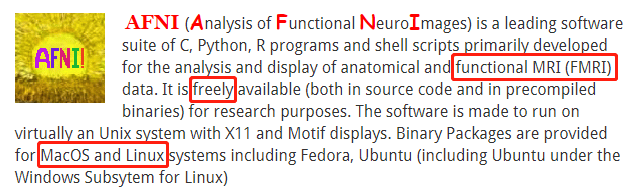 AFNI!
AFNI (Analysis of Functional NeuroImages) is a leading software
suite of C, Python, R programs and shell scripts primarily developed
for the analysis and display of anatomical and functional MRI (FMRI)
data. It is freely available (both in source code and in precompiled
binaries) for research purposes. The software is made to run on
virtually an Unix system with X11 and Motif displays. Binary Packages are provided
for MacOS and Linux systems including Fedora, Ubuntu (including Ubuntu under the
Windows Subsytem for Linux)